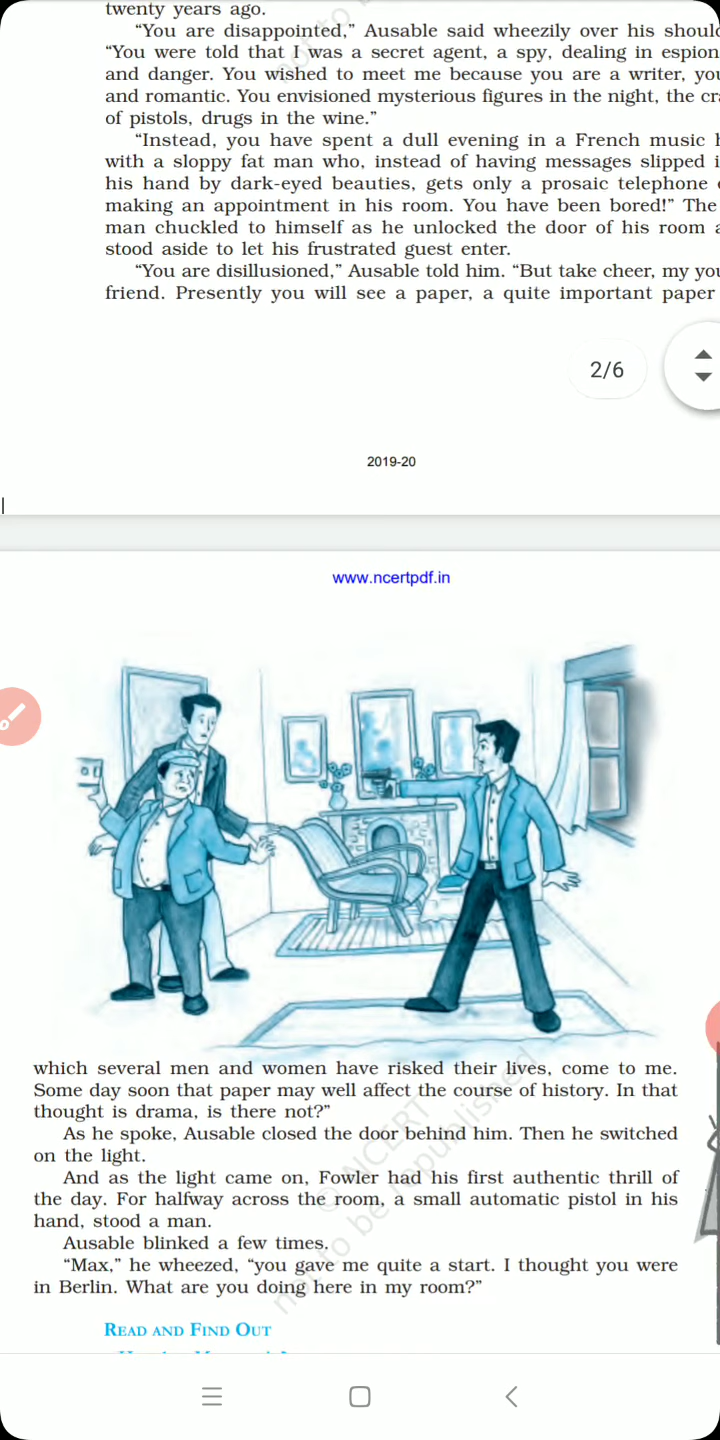 twenty years ago.
“You are disappointed,” Ausable said wheezily over his
“You were told that I was a secret agent, a spy, dealing in
and danger. You wished to meet me because you are a writer,
and romantic. You envisioned mysterious figures in the night, the
of pistols, drugs in the wine.”
“Instead, you have spent a dull evening in a French music
with a sloppy fat man who, instead of having messages slipped
his hand by dark-eyed beauties, gets only a prosaic telephone
making an appointment in his room. You have been bored!” The
man chuckled to himself as he unlocked the door of his room
stood aside to let his frustrated guest enter.
“You are disillusioned,” Ausable told him. “But take cheer, my
friend. Presently you will see a paper, a quite important paper
2/6
2019-20
www.ncertpdf.in
which several men and women have risked their lives, come to me.
Some day soon that paper may well affect the course of history. In that
thought is drama, is there not?”
As he spoke, Ausable closed the door behind him. Then he switched
on the light.
And as the light came on, Fowler had his first authentic thrill of
the day. For halfway across the room, a small automatic pistol in his
hand, stood a man.
Ausable blinked a few times.
“Max,” he wheezed, “you gave me quite a start. I thought you were
in Berlin. What are you doing here in my room?”
READ AND FIND OUT
© NCERT
not to be republished